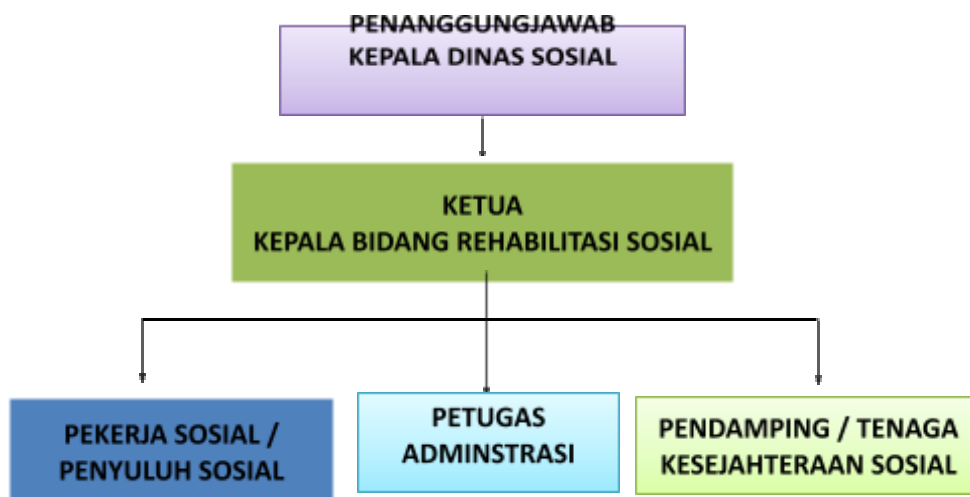 PENANGGUNGJAWAB
KEPALA DINAS SOSIAL
KETUA
KEPALA BIDANG REHABILITASI SOSIAL
PEKERJA SOSIAL /
PENYULUH SOSIAL
PETUGAS
ADMINSTRASI
PENDAMPING / TENAGA
KESEJAHTERAAN SOSIAL